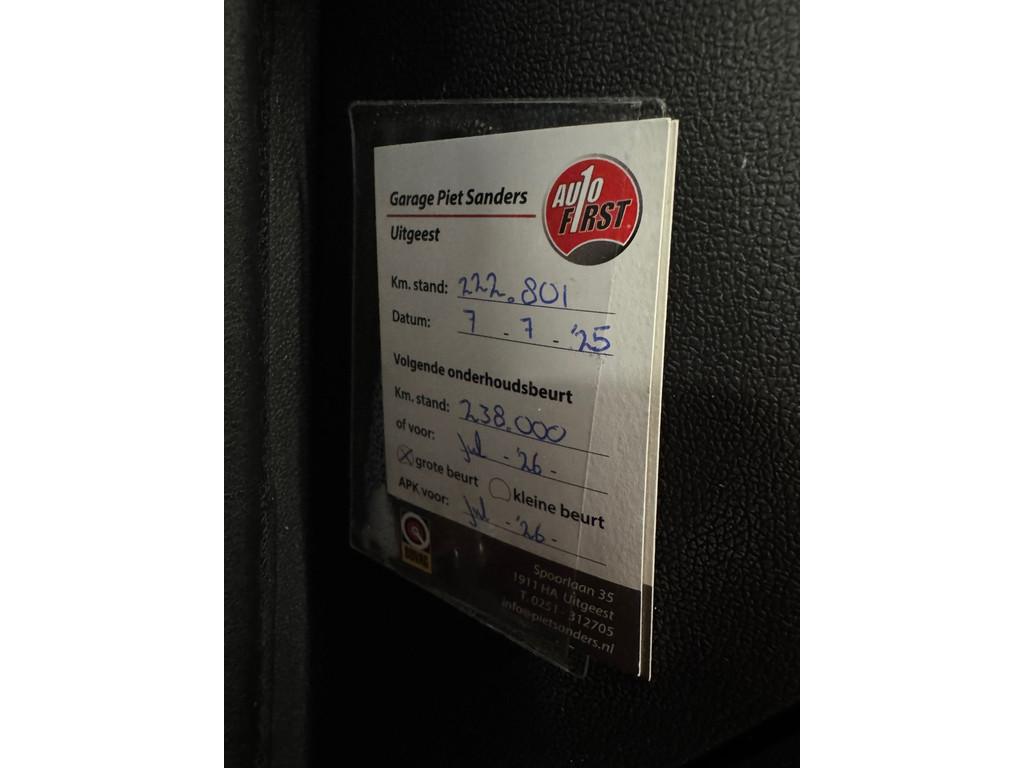 Garage Piet Sanders
Uitgeest
AUTO
F1RST
Km. stand: 222.801
Datum: 7 - 7 - '25
Volgende onderhoudsbeurt
Km. stand: 238.000
of voor: Jul - '26 -
grote beurt kleine beurt
APK voor: Jul - '26 -
BOVAG
Spoorlaan 35
1911 HA Uitgeest
T. 0251 - 312705
info@pietsanders.nl